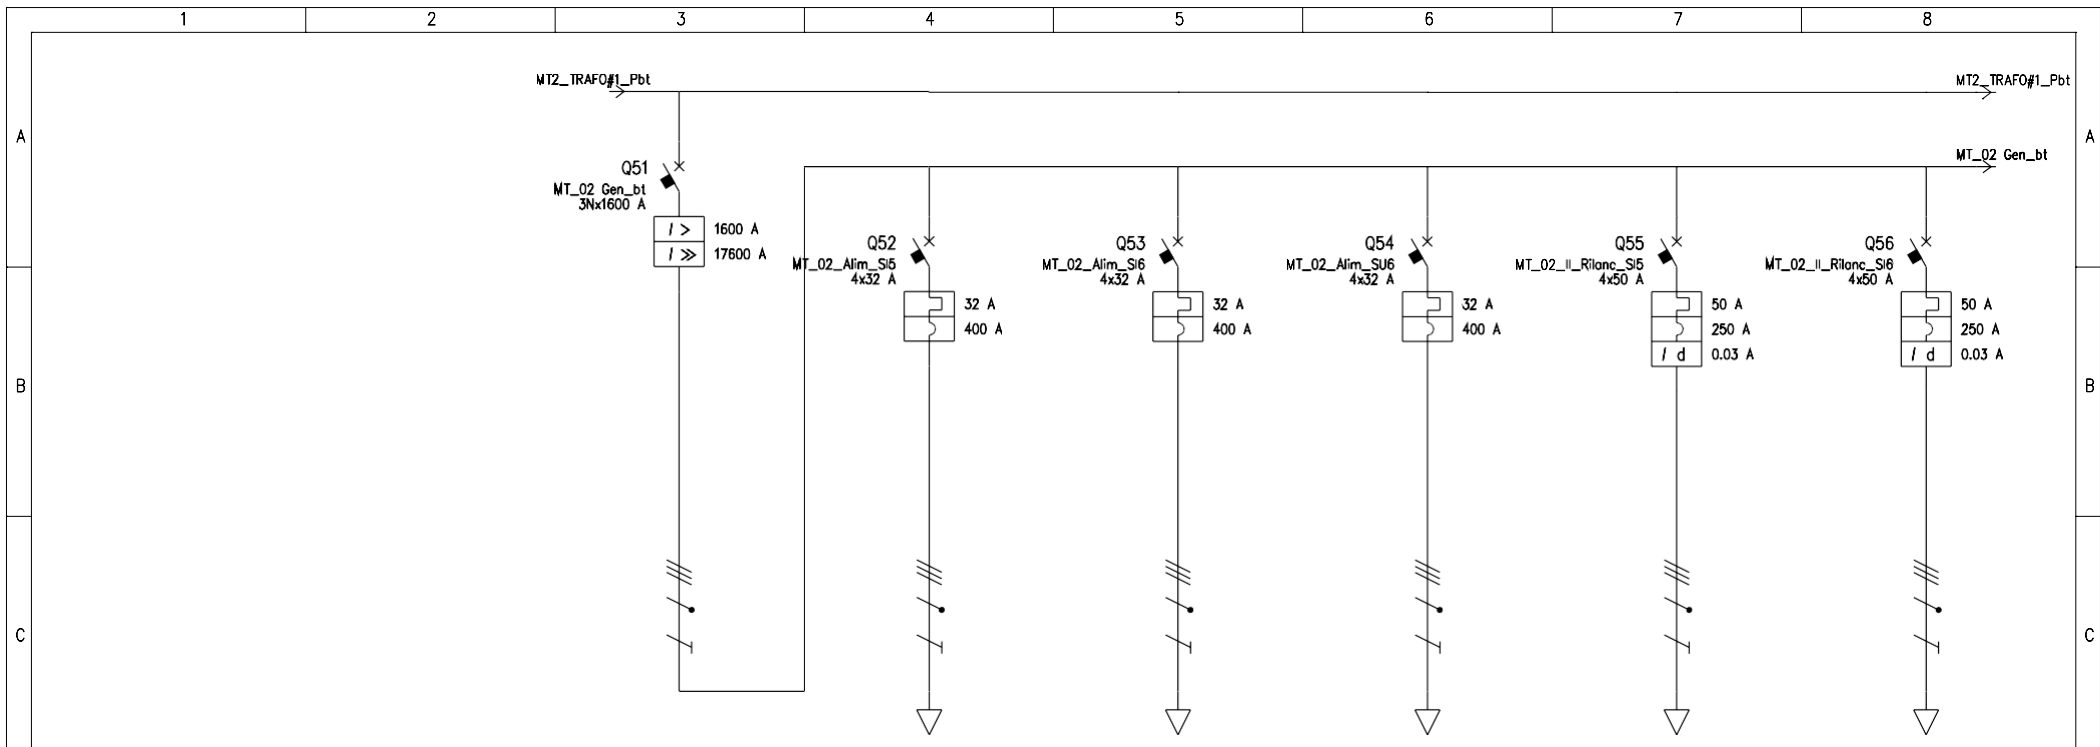 1 2 3 4 5 6 7 8
MT2_TRAFO#1_Pbt
MT2_TRAFO#1_Pbt
A
A
MT_02 Gen_bt
Q51
MT_02 Gen_bt
3Nx1600 A
I > 1600 A
I >> 17600 A
Q52
MT_02_Alim_SI5
4x32 A
32 A
400 A
Q53
MT_02_Alim_SI6
4x32 A
32 A
400 A
Q54
MT_02_Alim_SU6
4x32 A
32 A
400 A
Q55
MT_02_II_Rilanc_SI5
4x50 A
50 A
250 A
I d 0.03 A
Q56
MT_02_II_Rilanc_SI6
4x50 A
50 A
250 A
I d 0.03 A
B
B
C
C